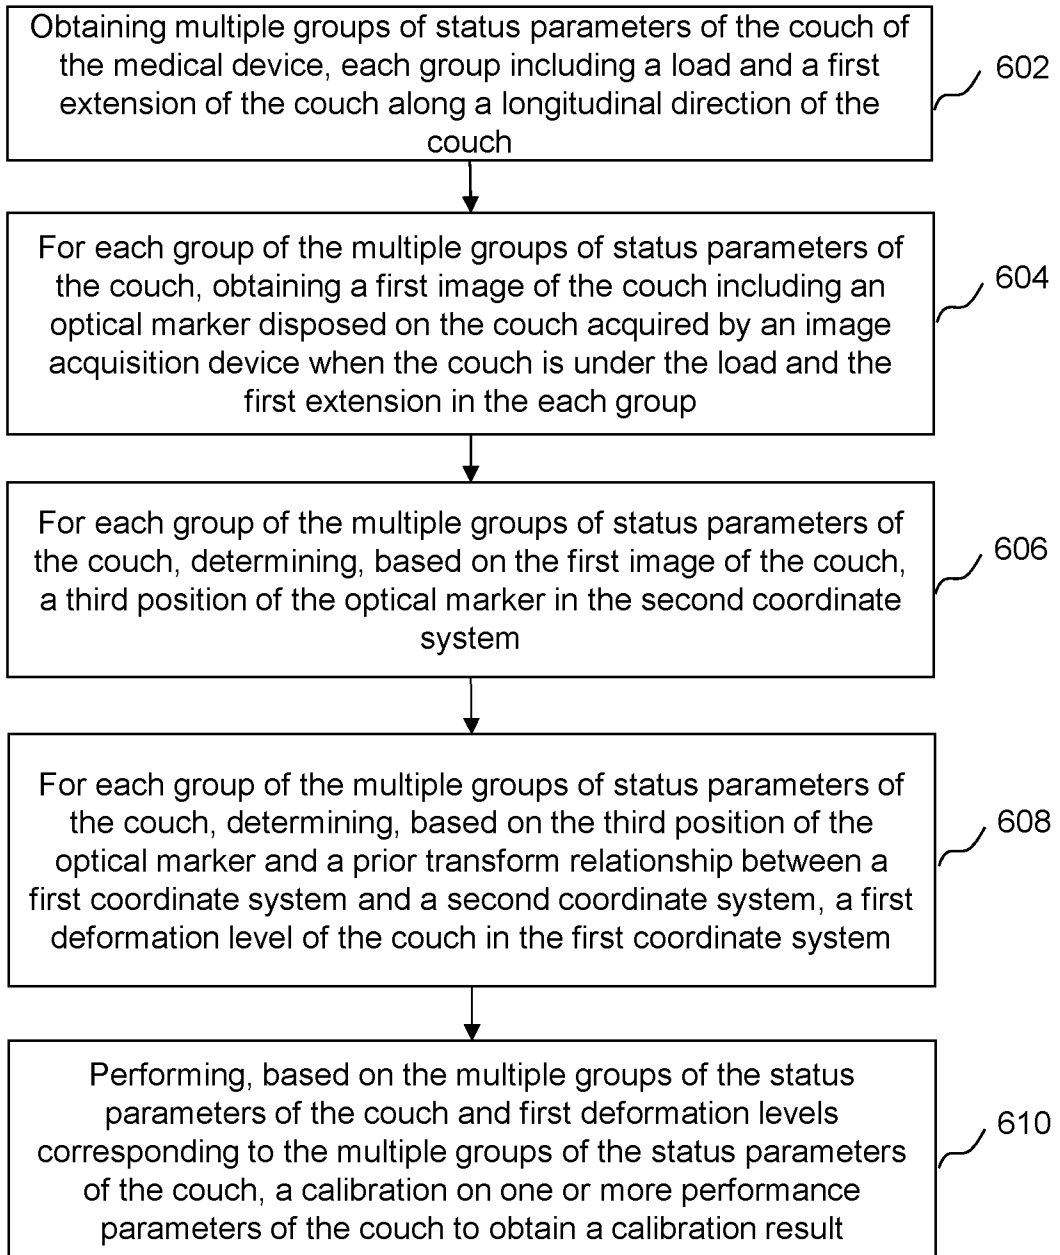 Obtaining multiple groups of status parameters of the couch of
the medical device, each group including a load and a first
extension of the couch along a longitudinal direction of the
couch
602
For each group of the multiple groups of status parameters of
the couch, obtaining a first image of the couch including an
optical marker disposed on the couch acquired by an image
acquisition device when the couch is under the load and the
first extension in the each group
604
For each group of the multiple groups of status parameters of
the couch, determining, based on the first image of the couch,
a third position of the optical marker in the second coordinate
system
606
For each group of the multiple groups of status parameters of
the couch, determining, based on the third position of the
optical marker and a prior transform relationship between a
first coordinate system and a second coordinate system, a first
deformation level of the couch in the first coordinate system
608
Performing, based on the multiple groups of the status
parameters of the couch and first deformation levels
corresponding to the multiple groups of the status parameters
of the couch, a calibration on one or more performance
parameters of the couch to obtain a calibration result
610